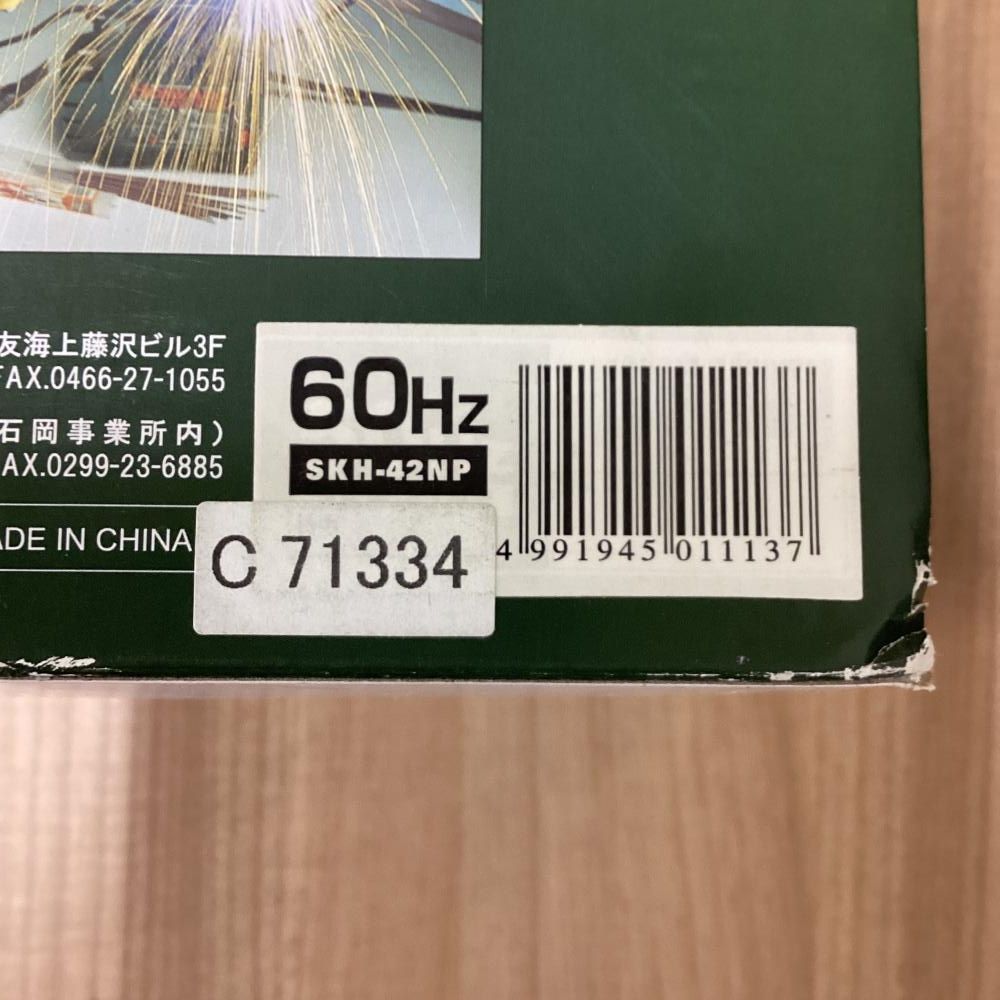 友海上藤沢ビル3F
FAX.0466-27-1055
石岡事業所内)
AX.0299-23-6885
ADE IN CHINA
60Hz
SKH-42NP
C 71334
4 991945 011137